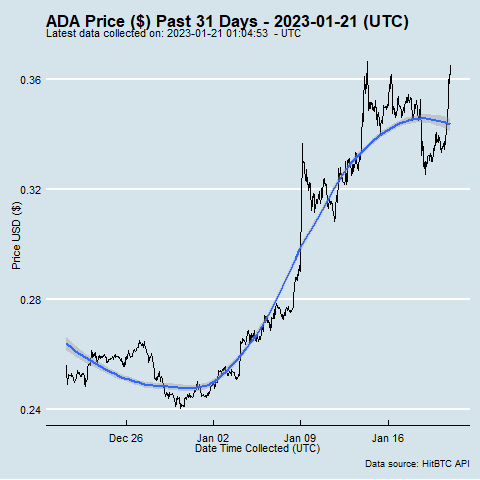 ADA Price ($) Past 31 Days - 2023-01-21 (UTC)
Latest data collected on: 2023-01-21 01:04:53 - UTC
0.36
0.32
0.28
0.24
Price USD ($)
Dec 26
Jan 02
Jan 09
Jan 16
Date Time Collected (UTC)
Data source: HitBTC API